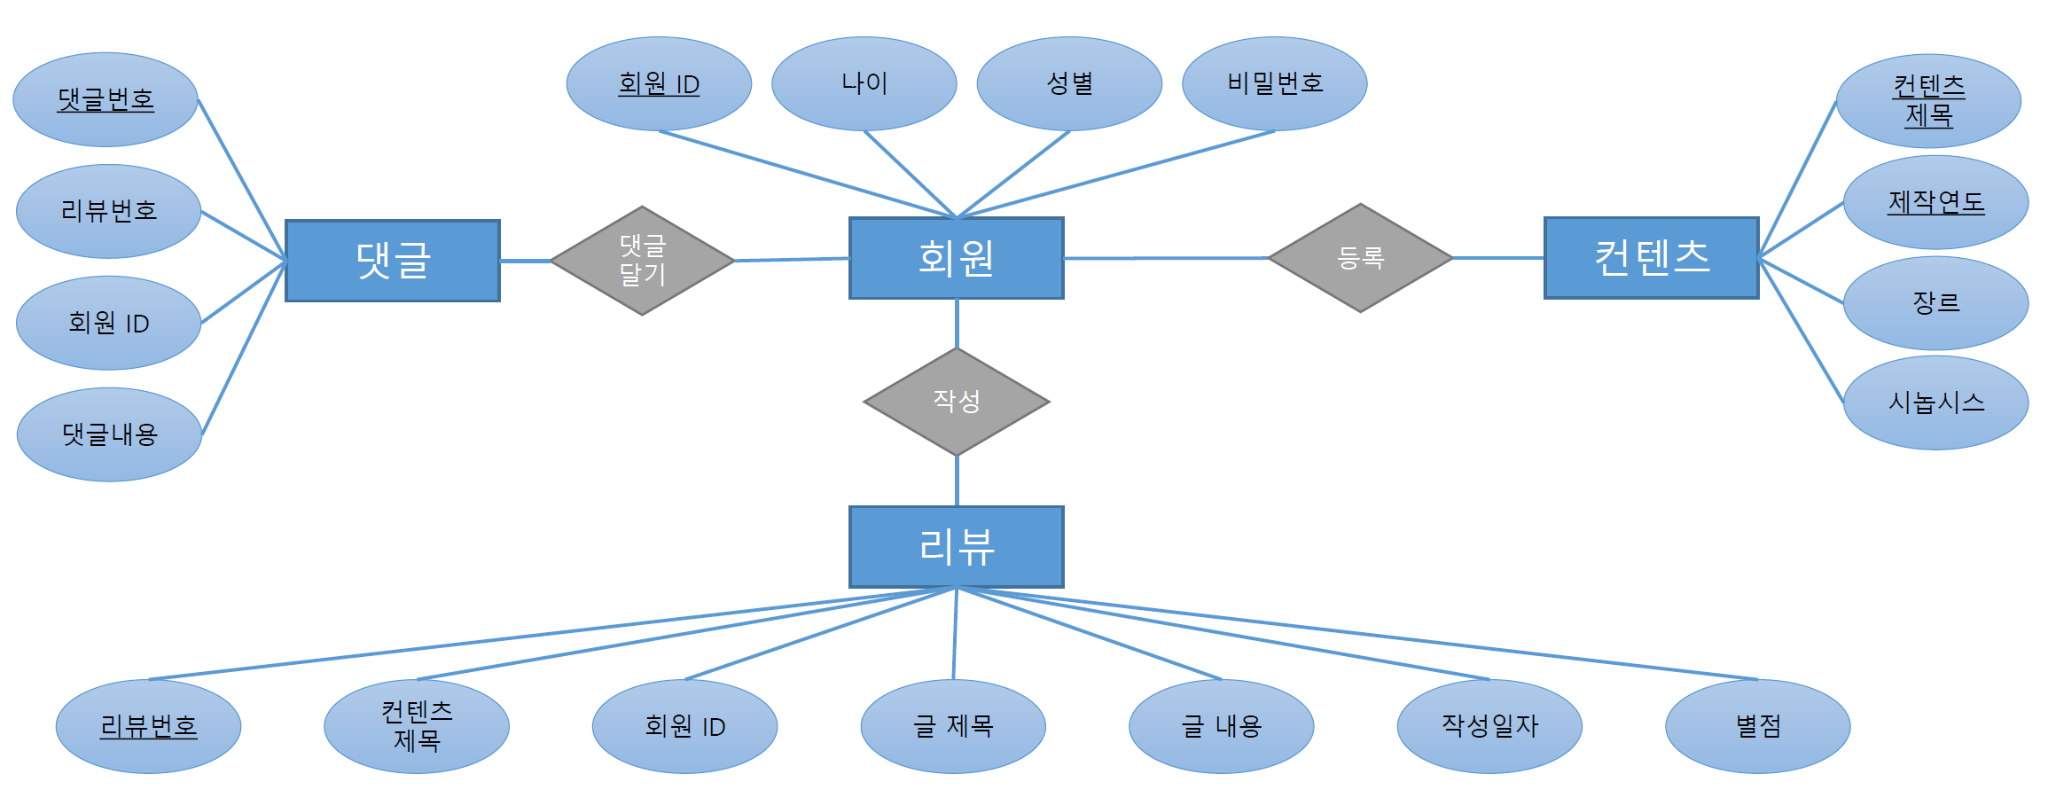 회원 ID
나이
성별
비밀번호
댓글번호
리뷰번호
회원 ID
댓글내용
댓글
댓글
달기
회원
등록
컨텐츠
컨텐츠
제목
제작연도
장르
시놉시스
작성
리뷰
리뷰번호
컨텐츠
제목
회원 ID
글 제목
글 내용
작성일자
별점